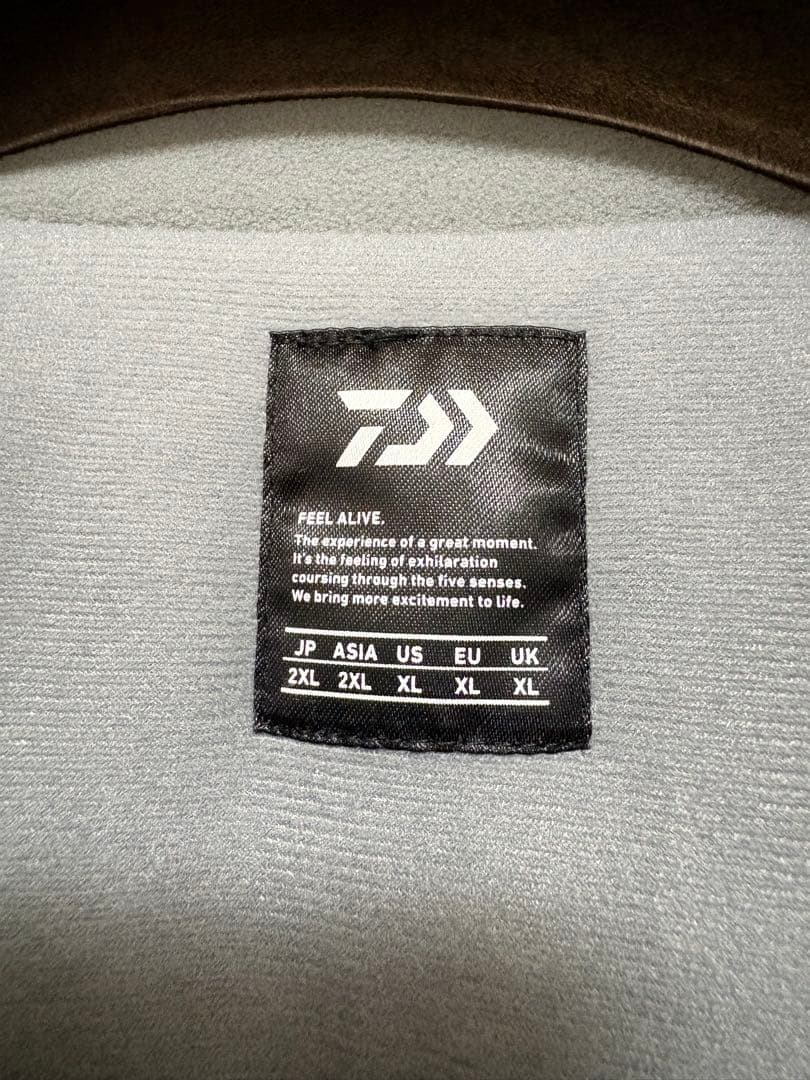 FEEL ALIVE.
The experience of a great moment.
It's the feeling of exhilaration
coursing through the five senses.
We bring more excitement to life.
JP ASIA US EU UK
2XL 2XL XL XL XL